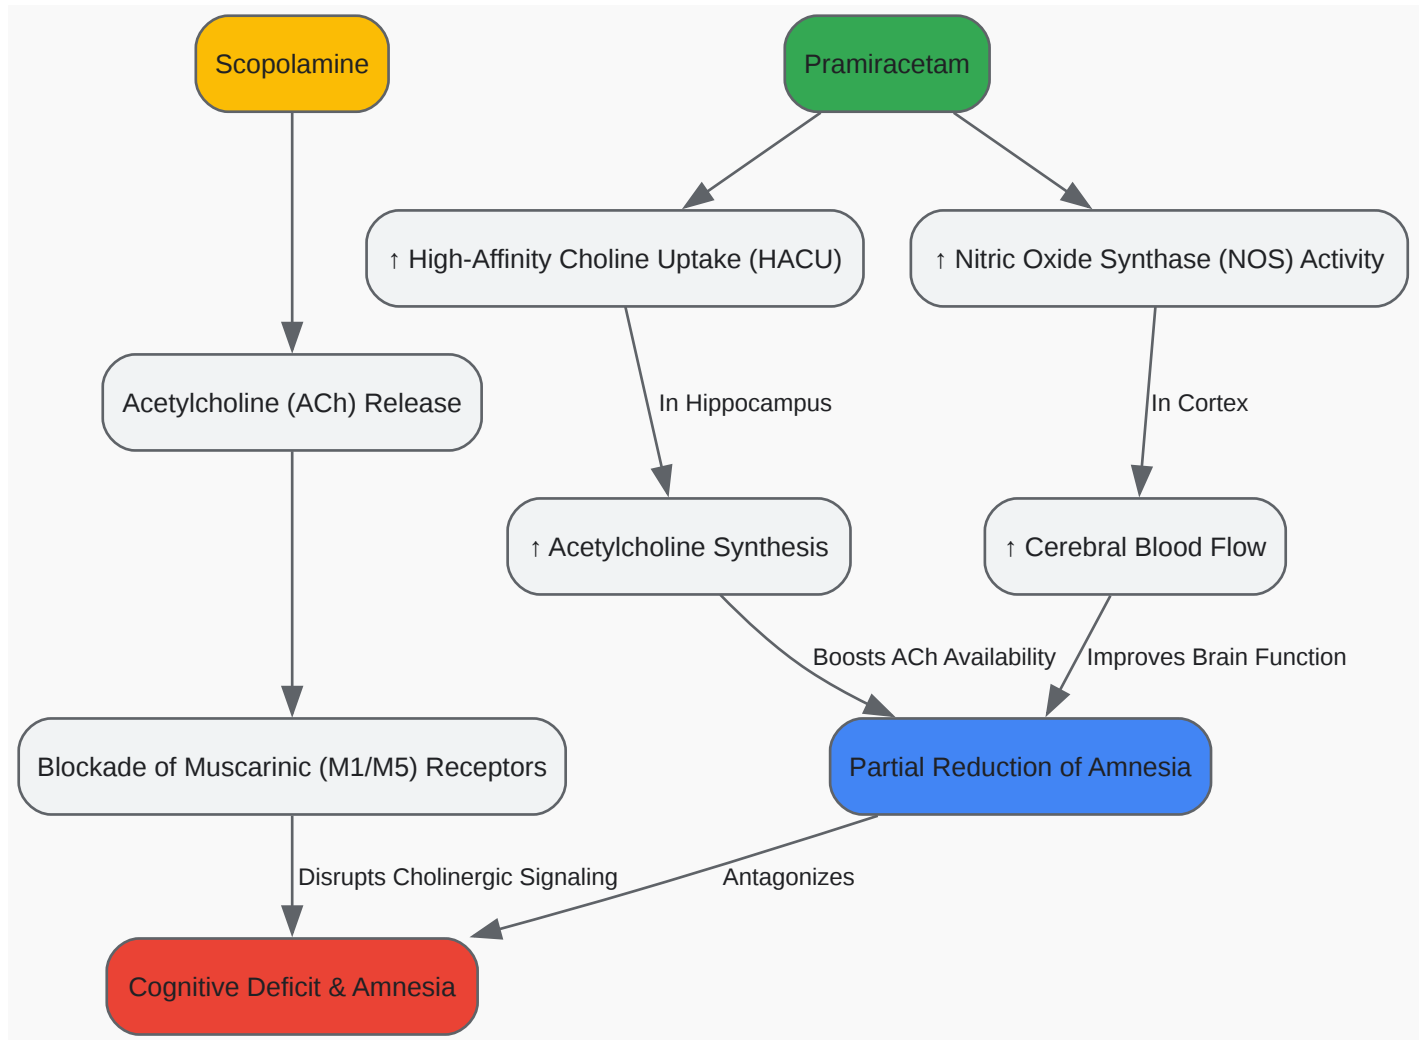 Scopolamine
Pramiracetam
↑ High-Affinity Choline Uptake (HACU)
↑ Nitric Oxide Synthase (NOS) Activity
Acetylcholine (ACh) Release
In Hippocampus
In Cortex
↑ Acetylcholine Synthesis
↑ Cerebral Blood Flow
Boosts ACh Availability
Improves Brain Function
Blockade of Muscarinic (M1/M5) Receptors
Partial Reduction of Amnesia
Disrupts Cholinergic Signaling
Antagonizes
Cognitive Deficit & Amnesia